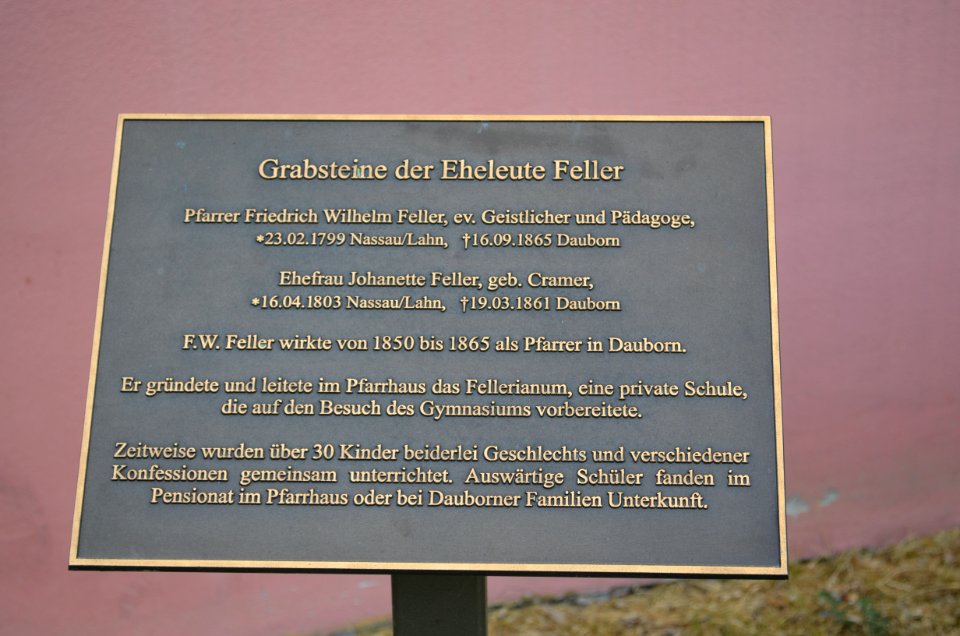 Grabsteine der Eheleute Feller
Pfarrer Friedrich Wilhelm Feller, ev. Geistlicher und Pädagoge,
*23.02.1799 Nassau/Lahn, †16.09.1865 Dauborn
Ehefrau Johanette Feller, geb. Cramer,
*16.04.1803 Nassau/Lahn, †19.03.1861 Dauborn
F.W. Feller wirkte von 1850 bis 1865 als Pfarrer in Dauborn.
Er gründete und leitete im Pfarrhaus das Fellerianum, eine private Schule,
die auf den Besuch des Gymnasiums vorbereitete.
Zeitweise wurden über 30 Kinder beiderlei Geschlechts und verschiedener
Konfessionen gemeinsam unterrichtet. Auswärtige Schüler fanden im
Pensionat im Pfarrhaus oder bei Dauborner Familien Unterkunft.